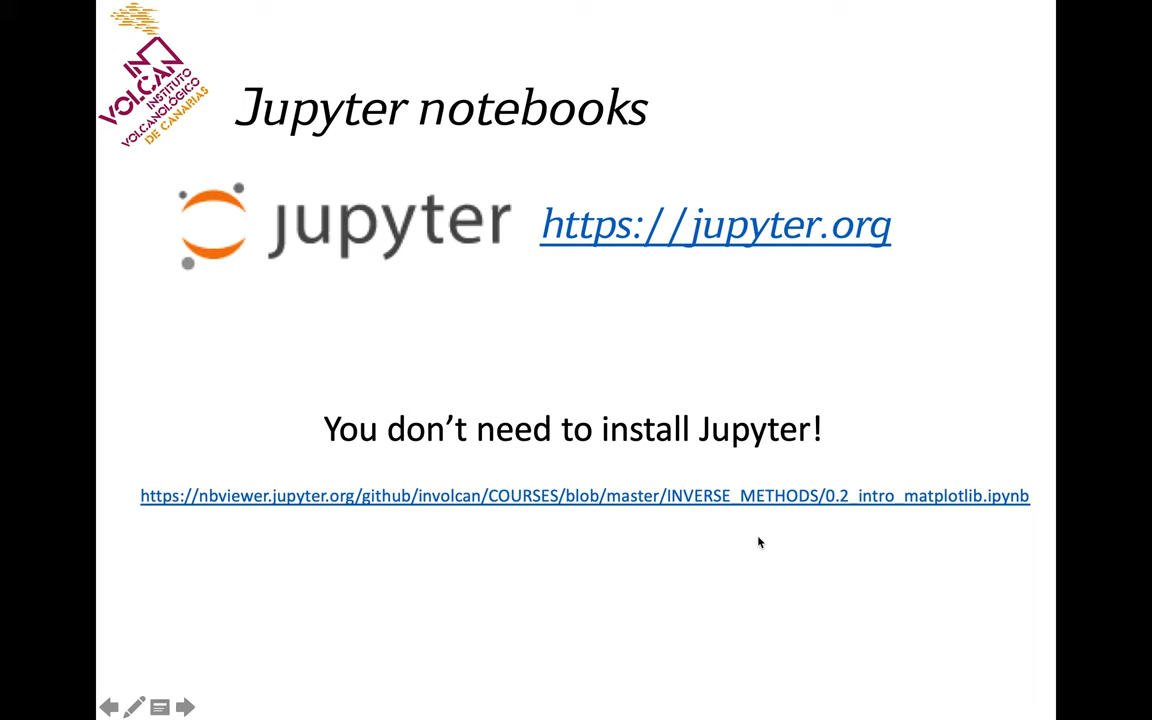 INVOLCAN
INSTITUTO
VOLCANOLÓGICO
DE CANARIAS
Jupyter notebooks
jupyter
https://jupyter.org
You don’t need to install Jupyter!
https://nbviewer.jupyter.org/github/involcan/COURSES/blob/master/INVERSE_METHODS/0.2_intro_matplotlib.ipynb